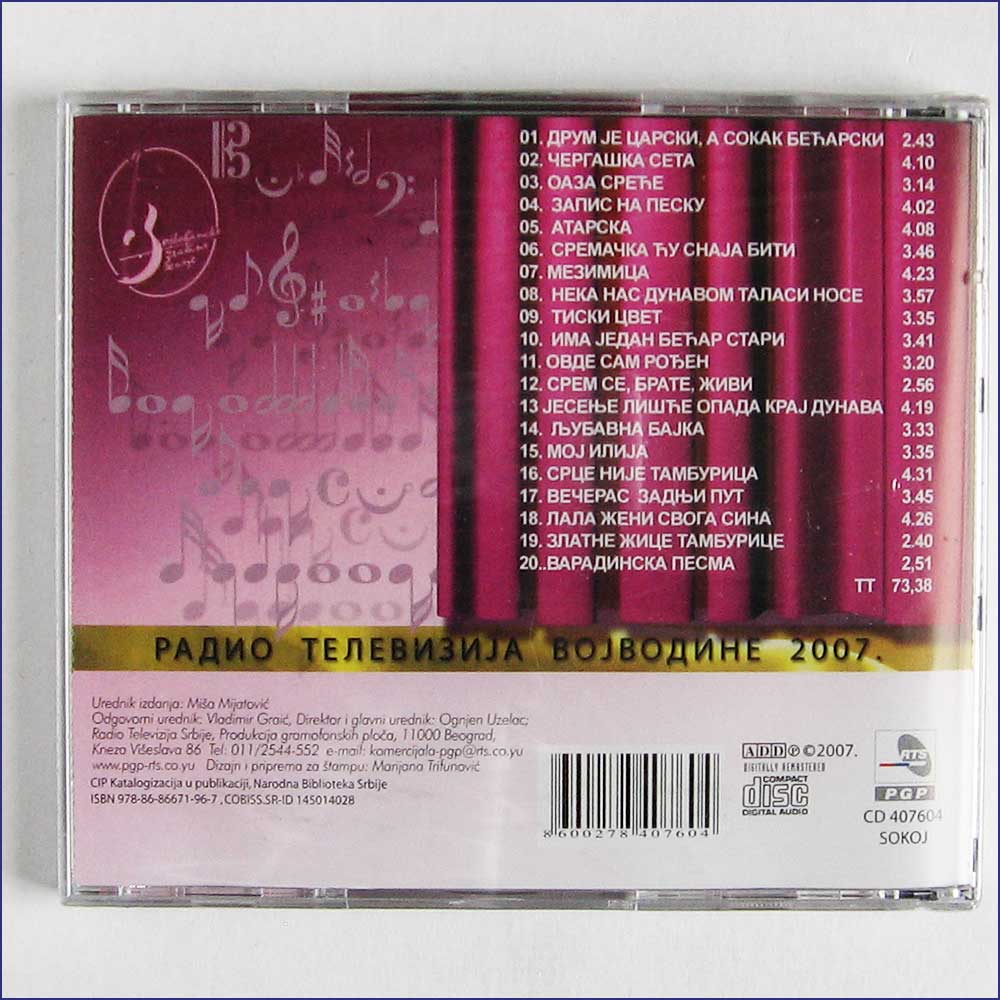 01. ДРУМ ЈЕ ЦАРСКИ, А СОКАК БЕЋАРСКИ 2.43
02. ЧЕРГАШКА СЕТА 4.10
03. ОАЗА СРЕЋЕ 3.14
04. ЗАПИС НА ПЕСКУ 4.02
05. АТАРСКА 4.08
06. СРЕМАЧКА ЋУ СНАЈА БИТИ 3.46
07. МЕЗИМИЦА 4.23
08. НЕКА НАС ДУНАВОМ ТАЛАСИ НОСЕ 3.57
09. ТИСКИ ЦВЕТ 3.35
10. ИМА ЈЕДАН БЕЋАР СТАРИ 3.41
11. ОВДЕ САМ РОЂЕН 3.20
12. СРЕМ СЕ, БРАТЕ, ЖИВИ 2.56
13 ЈЕСЕЊЕ ЛИШЋЕ ОПАДА КРАЈ ДУНАВА 4.19
14. ЉУБАВНА БАЈКА 3.33
15. МОЈ ИЛИЈА 3.35
16. СРЦЕ НИЈЕ ТАМБУРИЦА 4.31
17. ВЕЧЕРАС ЗАДЊИ ПУТ 3.45
18. ЛАЛА ЖЕНИ СВОГА СИНА 4.26
19. ЗЛАТНЕ ЖИЦЕ ТАМБУРИЦЕ 2.40
20..ВАРАДИНСКА ПЕСМА 2,51
ТТ 73,38
РАДИО ТЕЛЕВИЗИЈА ВОЈВОДИНЕ 2007.
Urednik izdanja: Miša Mijatović
Odgovorni urednik: Vladimir Graić, Direktor i glavni urednik: Ognjen Uzelac;
Radio Televizija Srbije, Produkcija gramofonskih ploča, 11000 Beograd,
Kneza Višeslava 86 Tel: 011/2544-552 e-mail: komercijala-pgp@rts.co.yu
www.pgp-rts.co.yu Dizajn i priprema za štampu: Marijana Trifunović
CIP Katalogizacija u publikaciji, Narodna Biblioteka Srbije
ISBN 978-86-86671-96-7 , COBISS.SR-ID 145014028
8600278 407604
ADD Ⓟ ©2007.
DIGITALLY REMASTERED
COMPACT
disc
DIGITAL AUDIO
RTS
PGP
CD 407604
SOKOJ